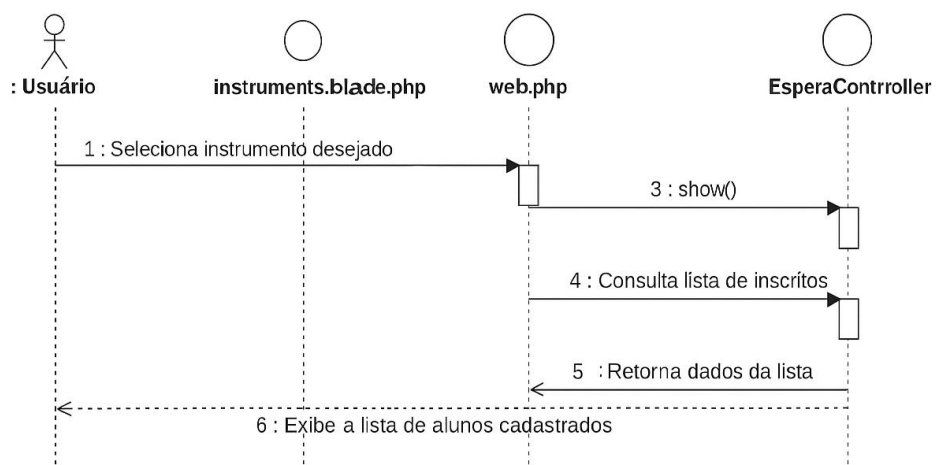 : Usuário
instruments.blade.php
web.php
EsperaContrroller
1 : Seleciona instrumento desejado
3 : show()
4 : Consulta lista de inscrítos
5 : Retorna dados da lista
6 : Exibe a lista de alunos cadastrados